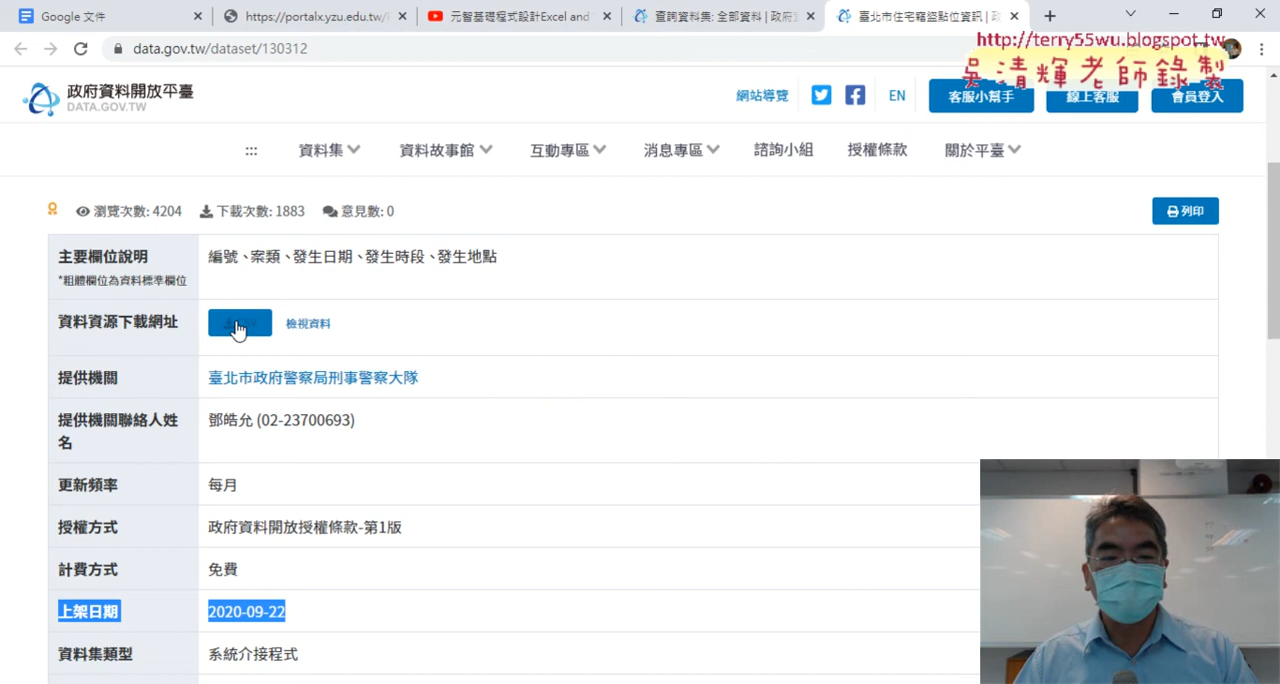 Google 文件
https://portalx.yzu.edu.tw/
元智基礎程式設計Excel and
查詢資料集: 全部資料 | 政府
臺北市住宅竊盜點位資訊 | 政
data.gov.tw/dataset/130312
http://terry55wu.blogspot.tw
吳清輝老師錄製
政府資料開放平臺
DATA.GOV.TW
網站導覽
EN
客服小幫手
線上客服
會員登入
資料集
資料故事館
互動專區
消息專區
諮詢小組
授權條款
關於平臺
瀏覽次數: 4204
下載次數: 1883
意見數: 0
列印
主要欄位說明
*粗體欄位為資料標準欄位
編號、案類、發生日期、發生時段、發生地點
資料資源下載網址
檢視資料
提供機關
臺北市政府警察局刑事警察大隊
提供機關聯絡人姓
名
鄧皓允 (02-23700693)
更新頻率
每月
授權方式
政府資料開放授權條款-第1版
計費方式
免費
上架日期
2020-09-22
資料集類型
系統介接程式